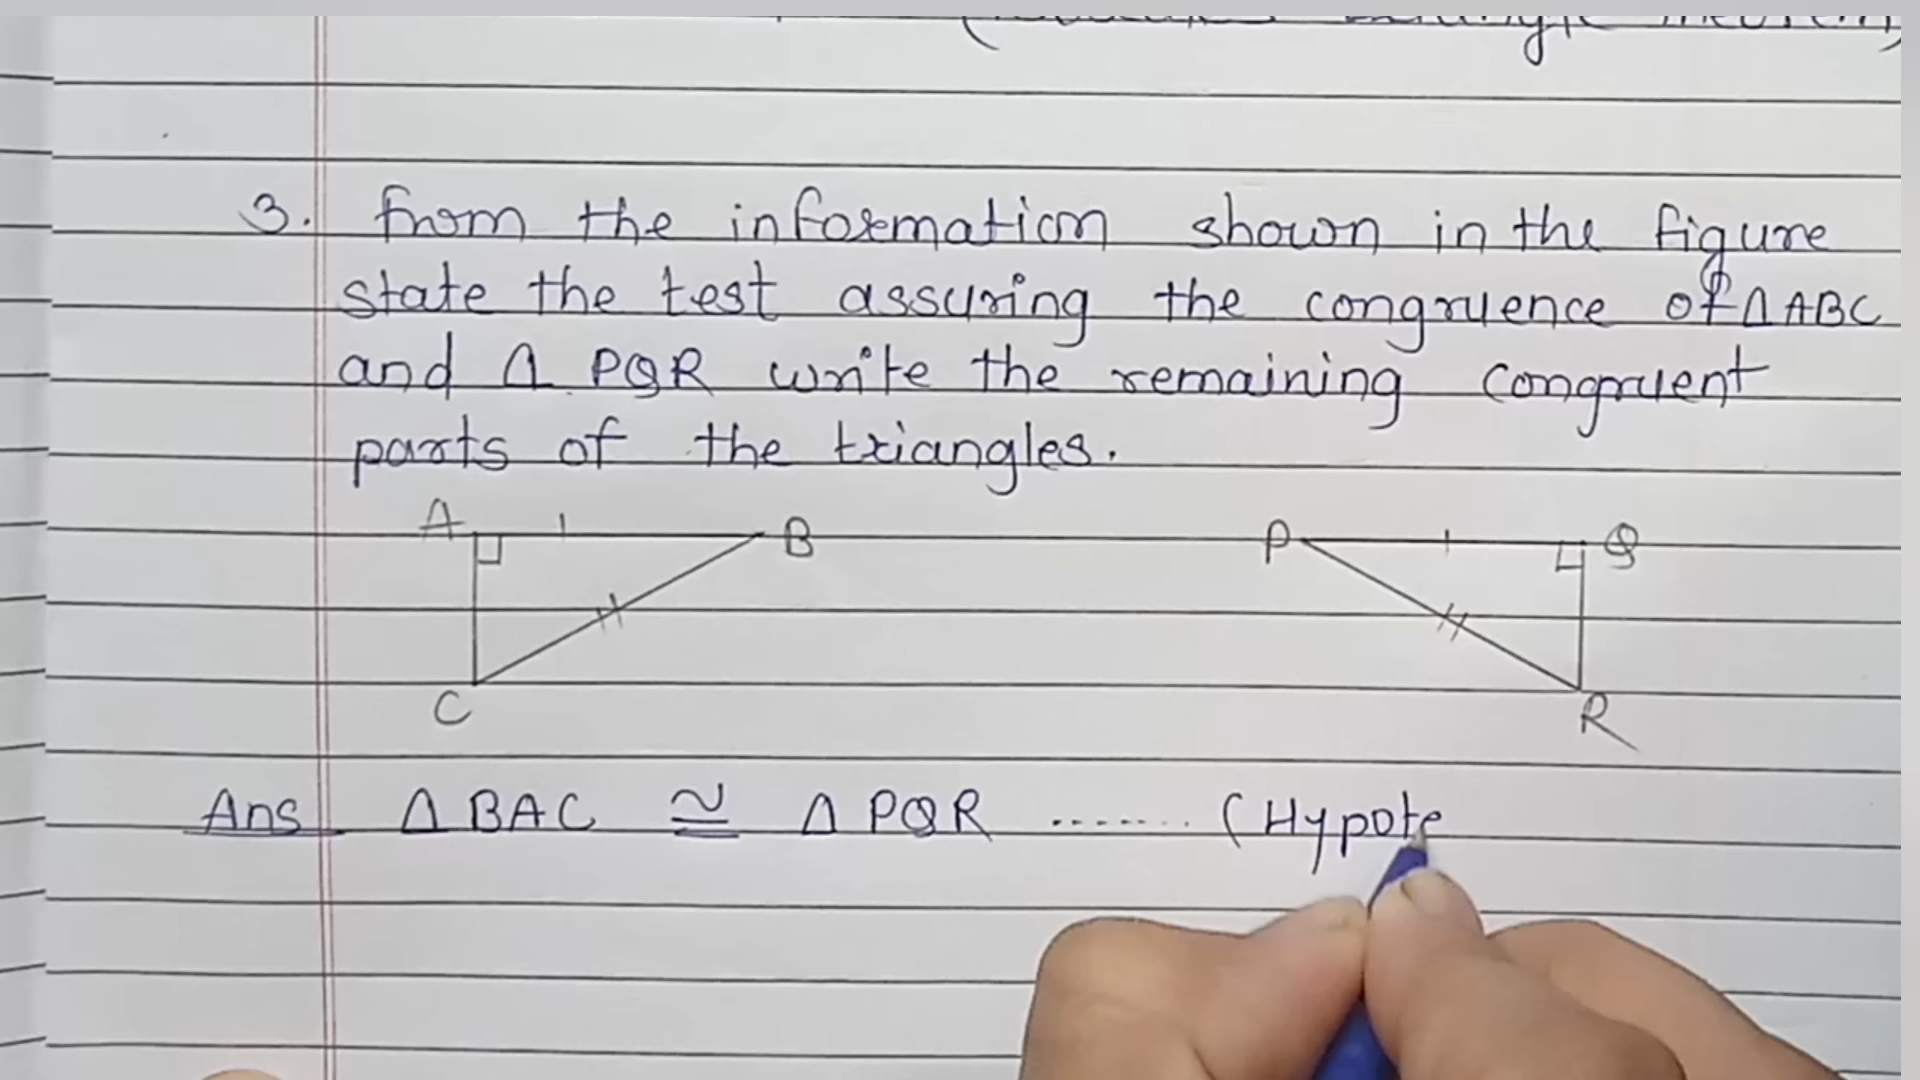 3. From the information shown in the figure
state the test assuring the congruence of Δ ABC
and Δ PQR write the remaining congruent
parts of the triangles.
A B P Q
C R
Ans Δ BAC ≅ Δ PQR ....... (Hypote